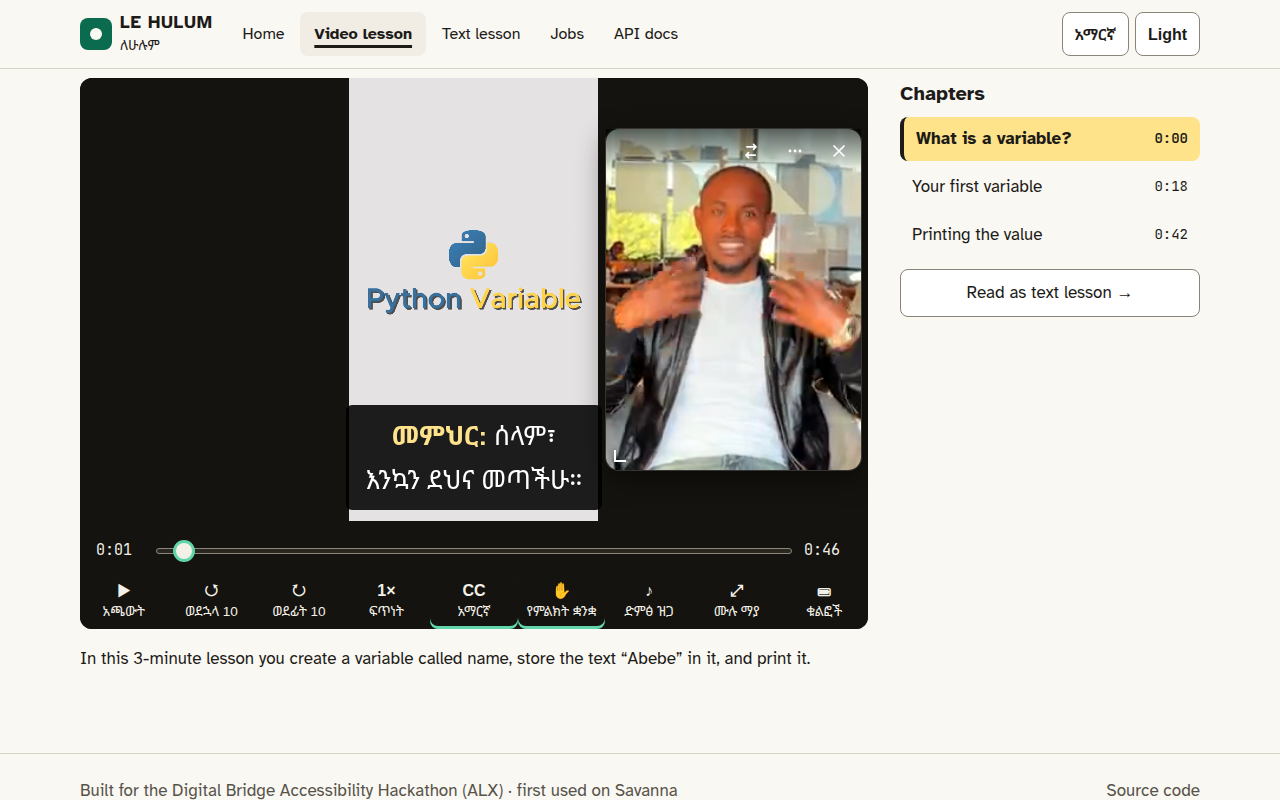 LE HULUM
ለሁሉም
Home
Video lesson
Text lesson
Jobs
API docs
አማርኛ
Light
Python Variable
መምህር: ሰላም፣
እንኳን ደህና መጣችሁ።
0:01
0:46
አጫውት
ወደኋላ 10
ወደፊት 10
1×
ፍጥነት
CC
አማርኛ
የምልክት ቋንቋ
ድምፅ ዝጋ
ሙሉ ማያ
ቁልፎች
Chapters
What is a variable? 0:00
Your first variable 0:18
Printing the value 0:42
Read as text lesson →
In this 3-minute lesson you create a variable called name, store the text “Abebe” in it, and print it.
Built for the Digital Bridge Accessibility Hackathon (ALX) · first used on Savanna
Source code